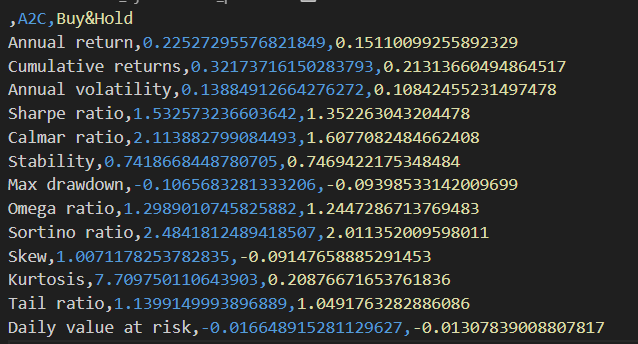 ,A2C,Buy&Hold
Annual return,0.22527295576821849,0.15110099255892329
Cumulative returns,0.32173716150283793,0.21313660494864517
Annual volatility,0.13884912664276272,0.10842455231497478
Sharpe ratio,1.532573236603642,1.352263043204478
Calmar ratio,2.113882799084493,1.6077082484662408
Stability,0.7418668448780705,0.7469422175348484
Max drawdown,-0.1065683281333206,-0.09398533142009699
Omega ratio,1.2989010745825882,1.2447286713769483
Sortino ratio,2.4841812489418507,2.011352009598011
Skew,1.0071178253782835,-0.09147658885291453
Kurtosis,7.709750110643903,0.20876671653761836
Tail ratio,1.1399149993896889,1.0491763282886086
Daily value at risk,-0.016648915281129627,-0.01307839008807817